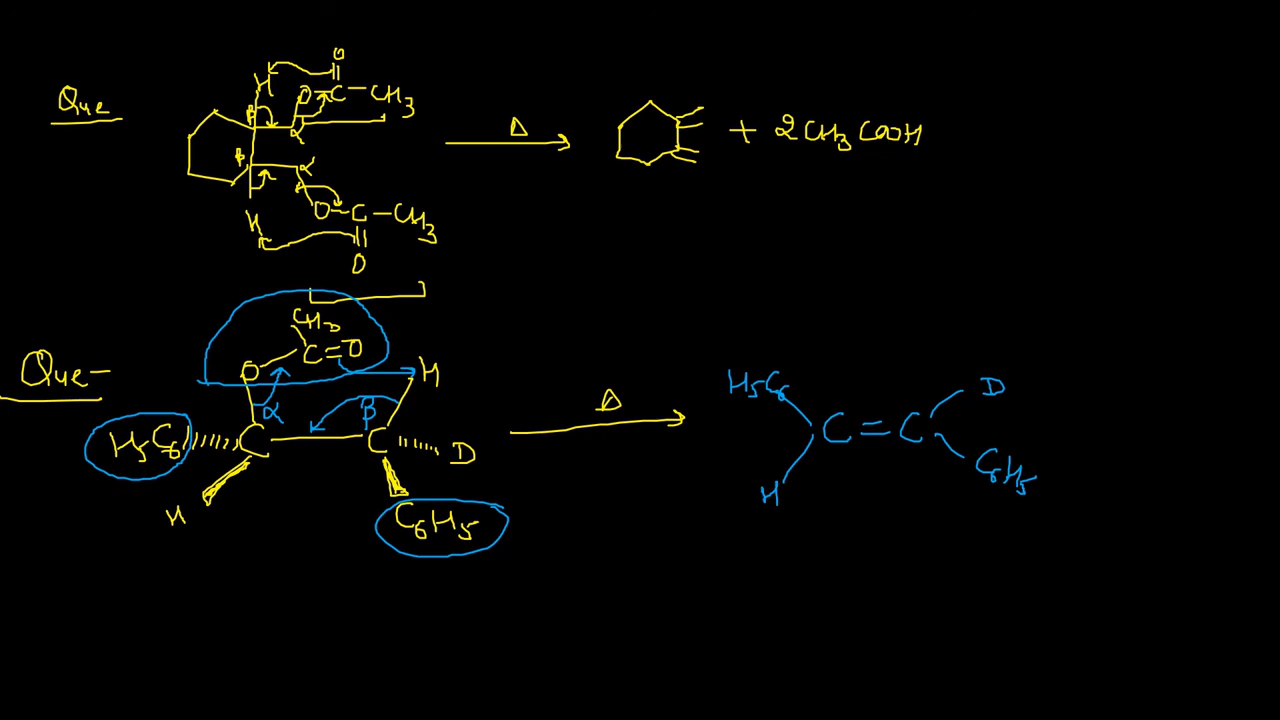 Que
H O
O C – CH3
β α
β α
Δ
+ 2CH3COOH
H O – C – CH3
O
CH3
O C = O H
Que –
α β
H5C6 C C D
Δ
H C6H5
H5C6 D
C = C
H C6H5